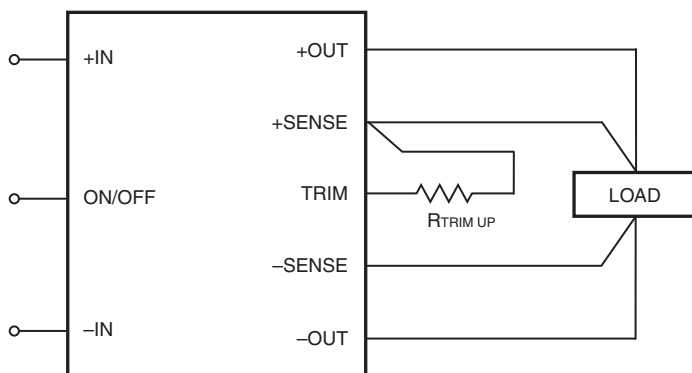 +IN
+OUT
+SENSE
ON/OFF
TRIM
RTRIM UP
LOAD
–SENSE
–IN
–OUT